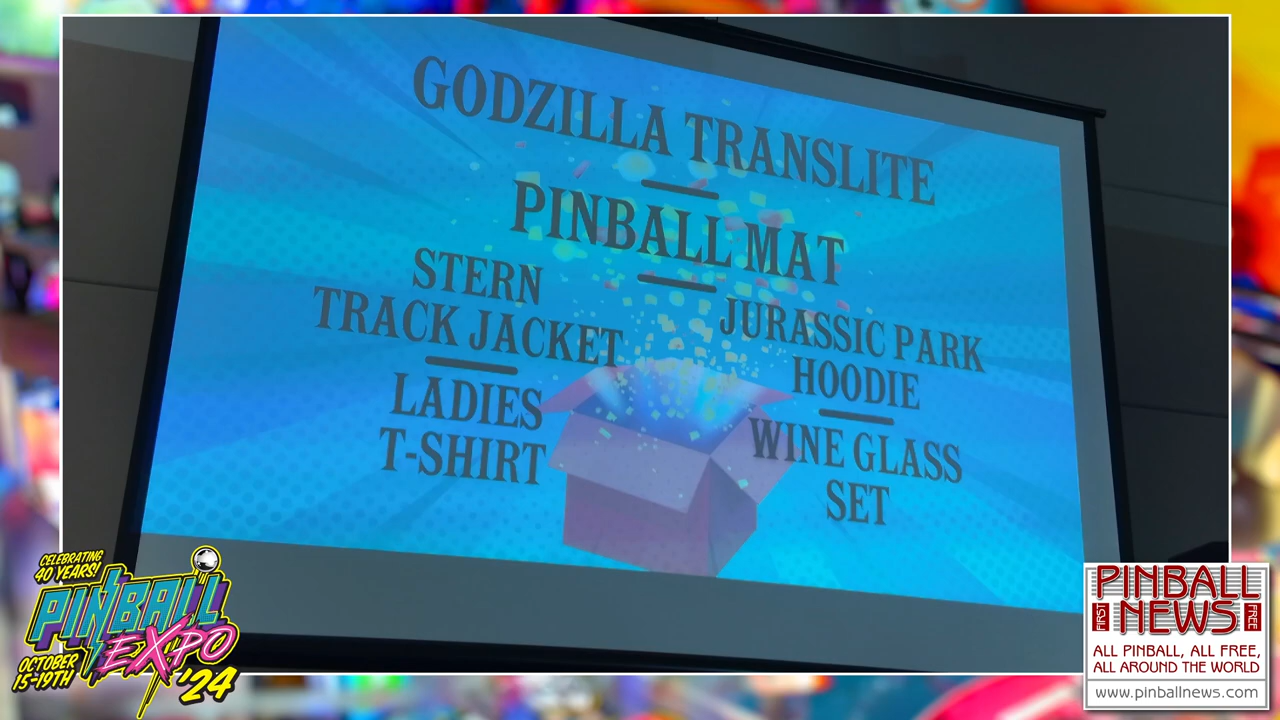 GODZILLA TRANSLITE
PINBALL MAT
STERN
TRACK JACKET
LADIES
T-SHIRT
JURASSIC PARK
HOODIE
WINE GLASS
SET
CELEBRATING
40 YEARS!
PINBALL
EXPO
OCTOBER
15-19TH
'24
PINBALL
FIRST NEWS FREE
ALL PINBALL, ALL FREE,
ALL AROUND THE WORLD
www.pinballnews.com